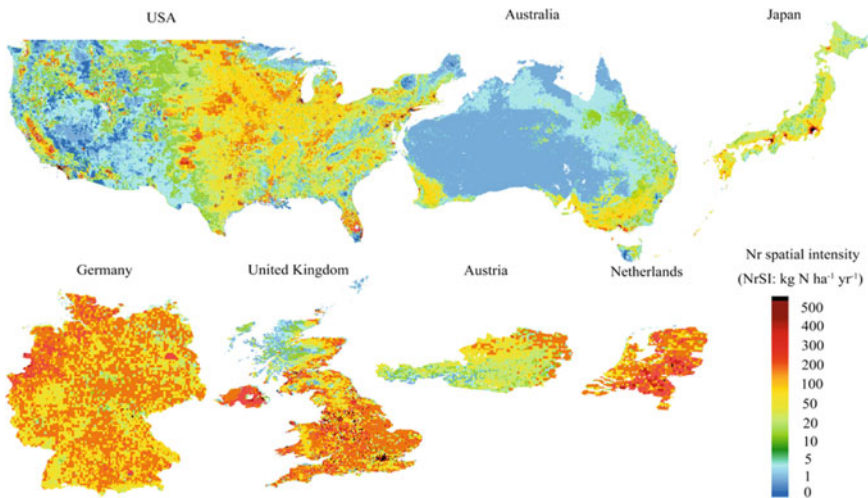 USA
Australia
Japan
Germany
United Kingdom
Austria
Netherlands
Nr spatial intensity
(NrSI: kg N ha⁻¹ yr⁻¹)
500
400
300
200
100
50
20
10
5
1
0